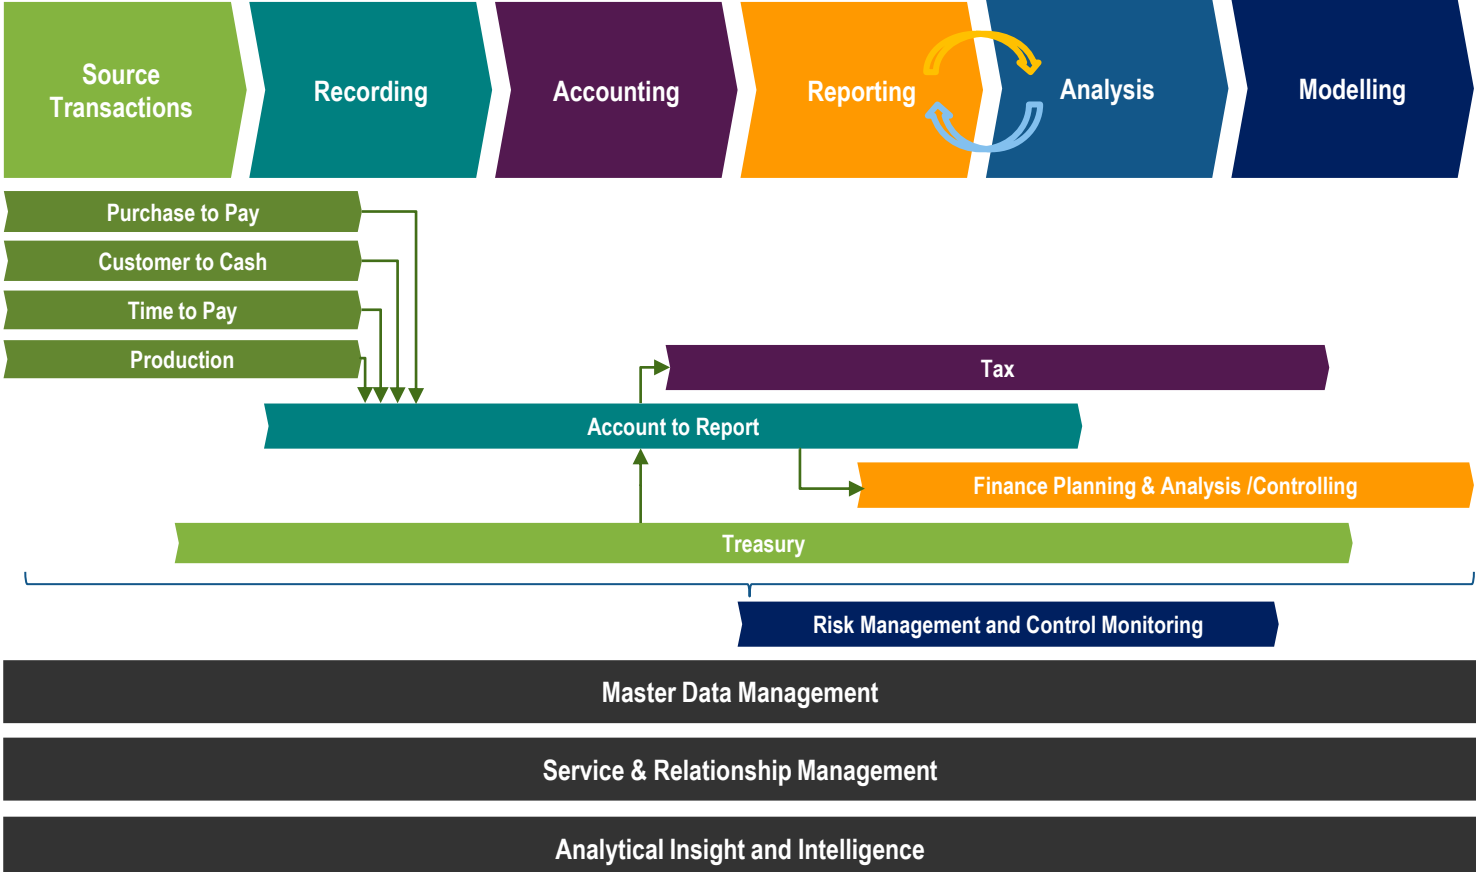 Source
Transactions
Recording
Accounting
Reporting
Analysis
Modelling
Purchase to Pay
Customer to Cash
Time to Pay
Production
Tax
Account to Report
Finance Planning & Analysis /Controlling
Treasury
Risk Management and Control Monitoring
Master Data Management
Service & Relationship Management
Analytical Insight and Intelligence